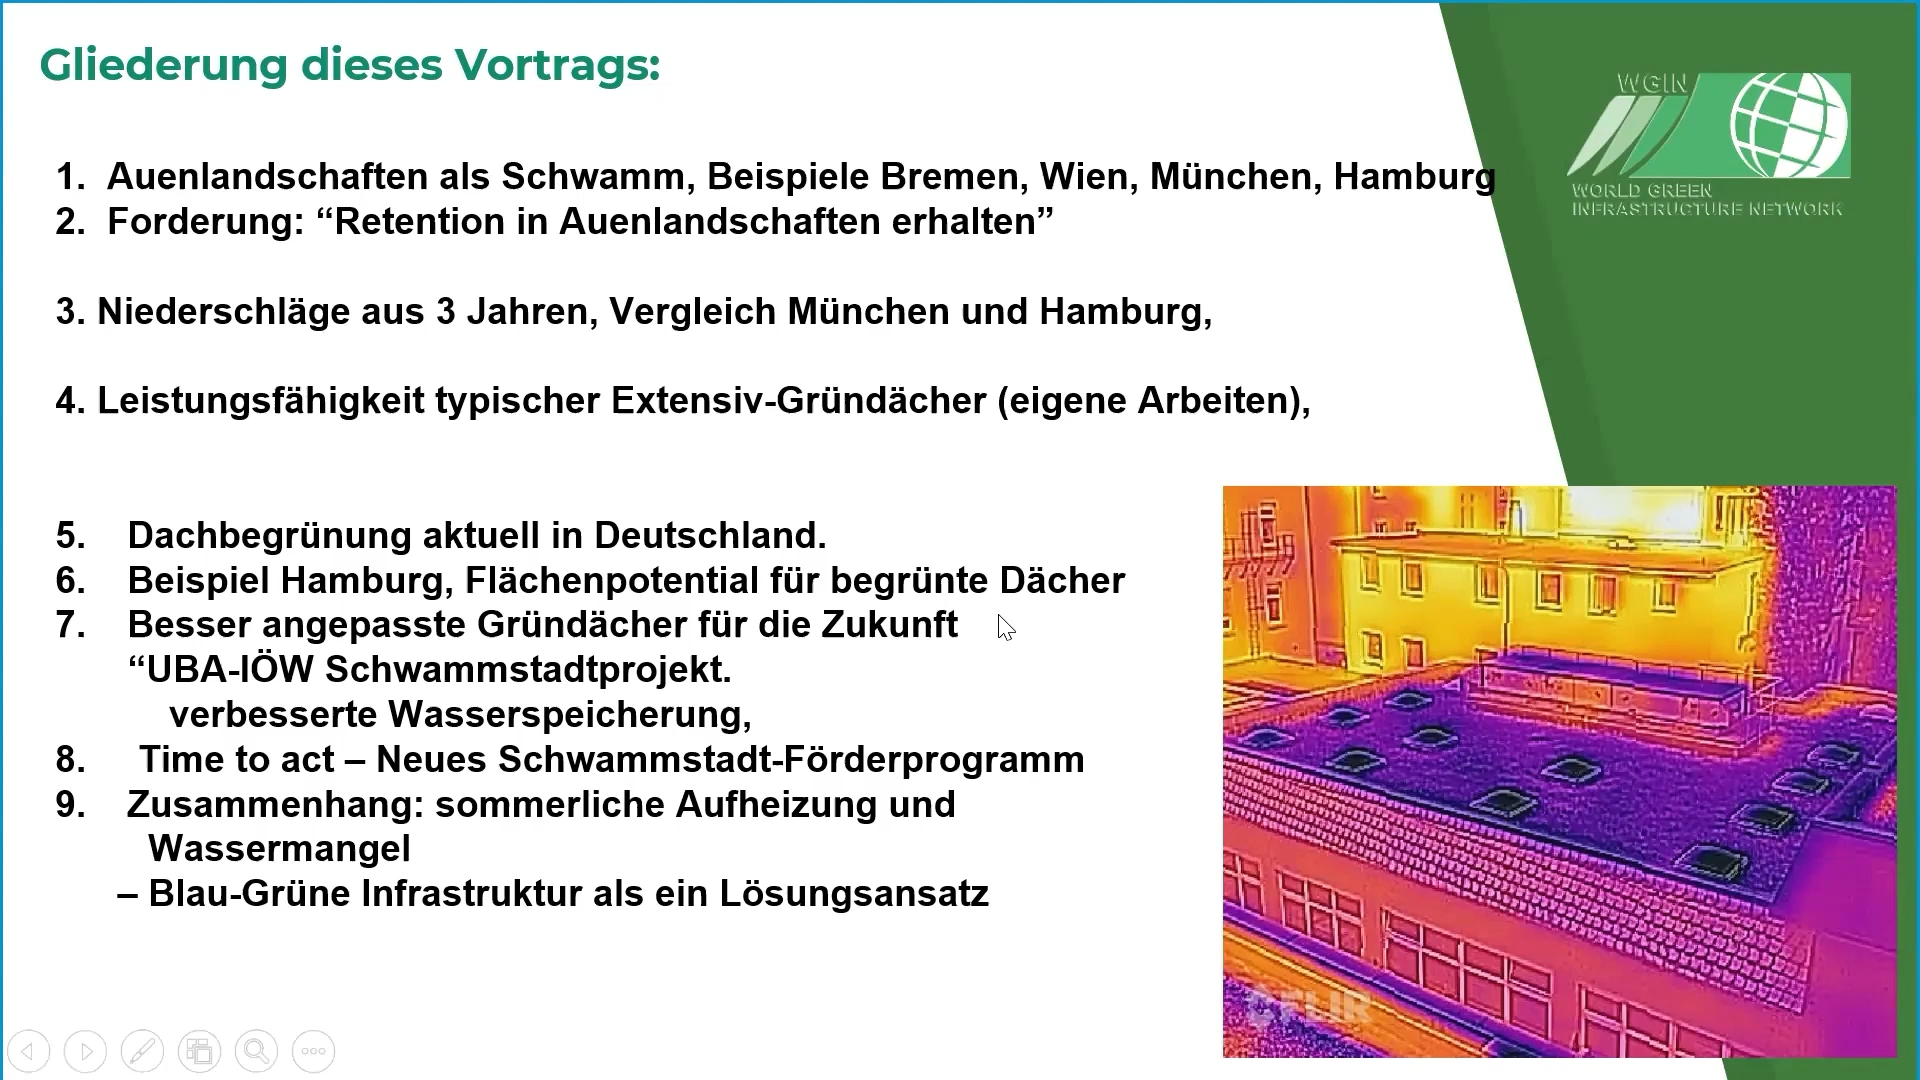 Gliederung dieses Vortrags:
WGIN
WORLD GREEN
INFRASTRUCTURE NETWORK
1. Auenlandschaften als Schwamm, Beispiele Bremen, Wien, München, Hamburg
2. Forderung: “Retention in Auenlandschaften erhalten”
3. Niederschläge aus 3 Jahren, Vergleich München und Hamburg,
4. Leistungsfähigkeit typischer Extensiv-Gründächer (eigene Arbeiten),
5. Dachbegrünung aktuell in Deutschland.
6. Beispiel Hamburg, Flächenpotential für begrünte Dächer
7. Besser angepasste Gründächer für die Zukunft
“UBA-IÖW Schwammstadtprojekt.
verbesserte Wasserspeicherung,
8. Time to act – Neues Schwammstadt-Förderprogramm
9. Zusammenhang: sommerliche Aufheizung und
Wassermangel
– Blau-Grüne Infrastruktur als ein Lösungsansatz
FLIR